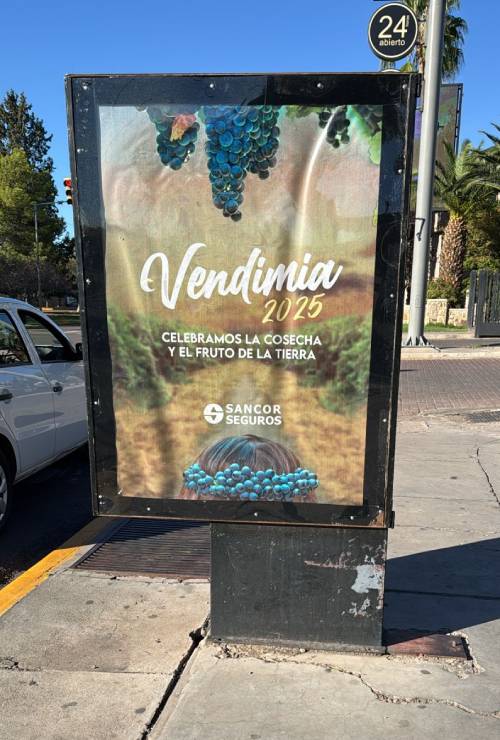 24
abierto
Vendimia
2025
CELEBRAMOS LA COSECHA
Y EL FRUTO DE LA TIERRA
SANCOR
SEGUROS